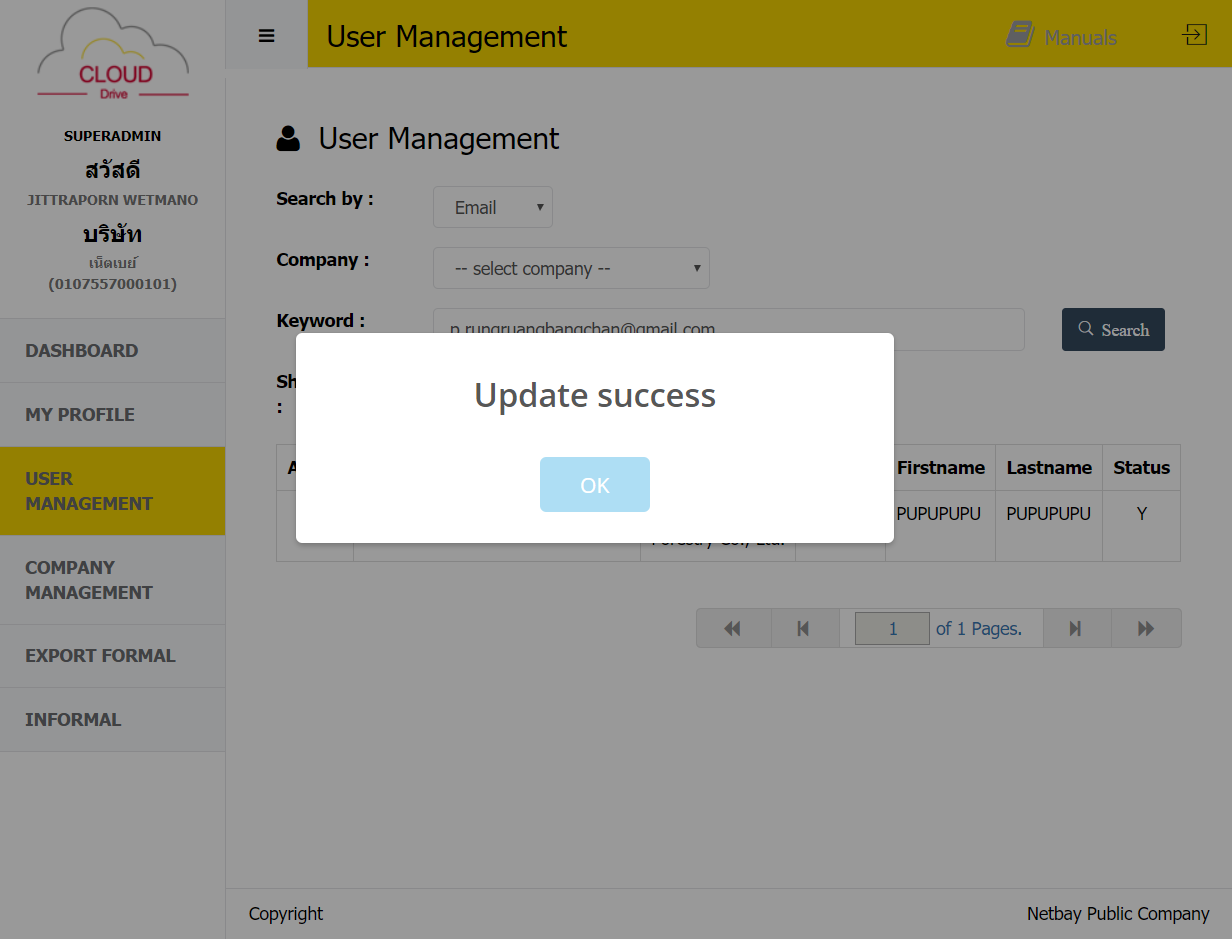 CLOUD
Drive
SUPERADMIN
สวัสดี
JITTRAPORN WETMANO
บริษัท
เน็ตเบย์
(0107557000101)
DASHBOARD
MY PROFILE
USER
MANAGEMENT
COMPANY
MANAGEMENT
EXPORT FORMAL
INFORMAL
User Management
Manuals
User Management
Search by :
Email
Company :
-- select company --
Keyword :
p.rungruangbangchan@gmail.com
Search
:
Update success
OK
Firstname Lastname Status
PUPUPUPU PUPUPUPU Y
Forestry Co., Ltd.
1 of 1 Pages.
Copyright
Netbay Public Company